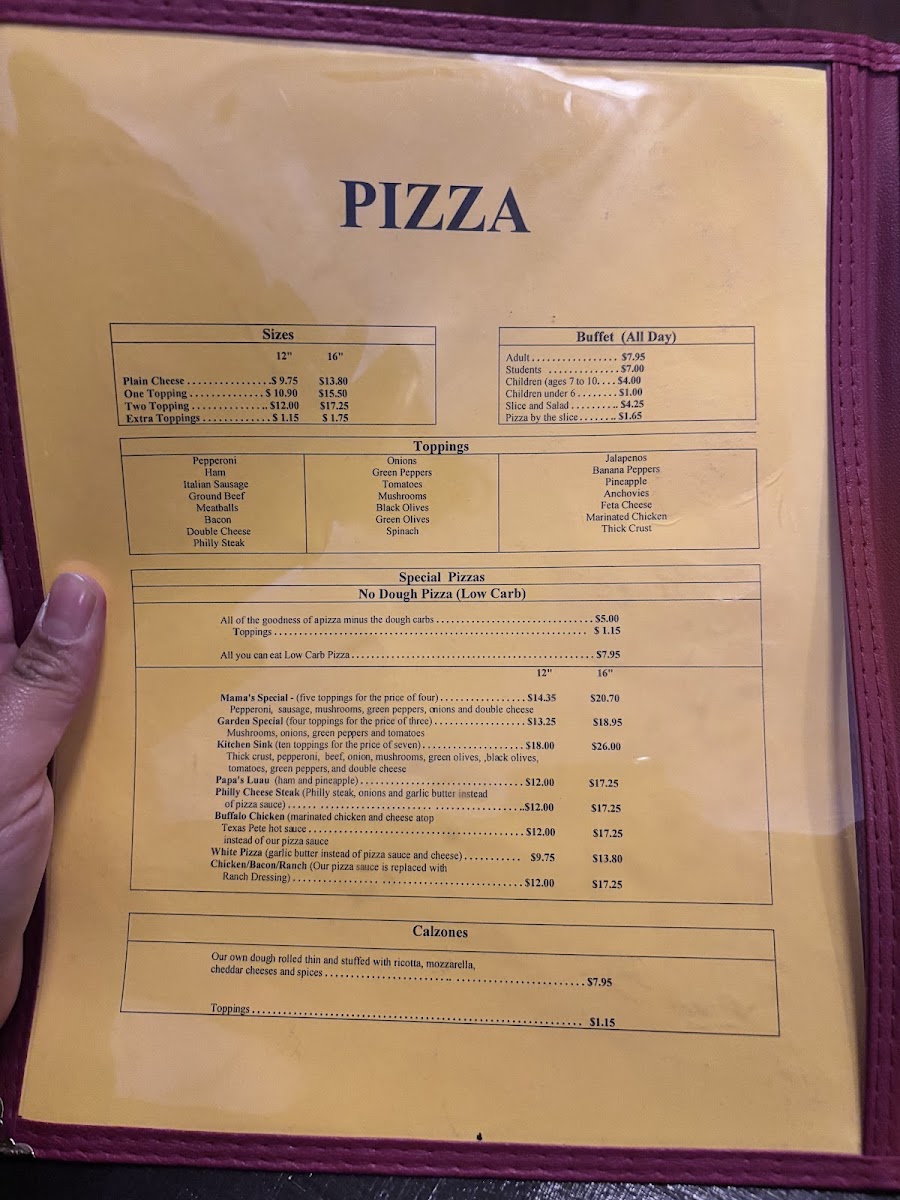 PIZZA
Sizes
12" 16"
Plain Cheese...............$ 9.75 $13.80
One Topping.............$ 10.90 $15.50
Two Topping.............. $12.00 $17.25
Extra Toppings............$ 1.15 $ 1.75
Buffet (All Day)
Adult................. $7.95
Students .............. $7.00
Children (ages 7 to 10....$4.00
Children under 6........ $1.00
Slice and Salad.......... $4.25
Pizza by the slice........ $1.65
Toppings
Pepperoni
Ham
Italian Sausage
Ground Beef
Meatballs
Bacon
Double Cheese
Philly Steak
Onions
Green Peppers
Tomatoes
Mushrooms
Black Olives
Green Olives
Spinach
Jalapenos
Banana Peppers
Pineapple
Anchovies
Feta Cheese
Marinated Chicken
Thick Crust
Special Pizzas
No Dough Pizza (Low Carb)
All of the goodness of apizza minus the dough carbs............................$5.00
Toppings........................................................ $ 1.15
All you can eat Low Carb Pizza............................................$7.95
12" 16"
Mama's Special - (five toppings for the price of four)...............$14.35 $20.70
Pepperoni, sausage, mushrooms, green peppers, onions and double cheese
Garden Special (four toppings for the price of three)................$13.25 $18.95
Mushrooms, onions, green peppers and tomatoes
Kitchen Sink (ten toppings for the price of seven)..................$18.00 $26.00
Thick crust, pepperoni, beef, onion, mushrooms, green olives, ,black olives,
tomatoes, green peppers, and double cheese
Papa's Luau (ham and pineapple)..............................$12.00 $17.25
Philly Cheese Steak (Philly steak, onions and garlic butter instead
of pizza sauce)...... ....................... ..................$12.00 $17.25
Buffalo Chicken (marinated chicken and cheese atop
Texas Pete hot sauce.......................................$12.00 $17.25
instead of our pizza sauce
White Pizza (garlic butter instead of pizza sauce and cheese)........... $9.75 $13.80
Chicken/Bacon/Ranch (Our pizza sauce is replaced with
Ranch Dressing)................. .........................$12.00 $17.25
Calzones
Our own dough rolled thin and stuffed with ricotta, mozzarella,
cheddar cheeses and spices....................... .......................$7.95
Toppings........................................................... $1.15